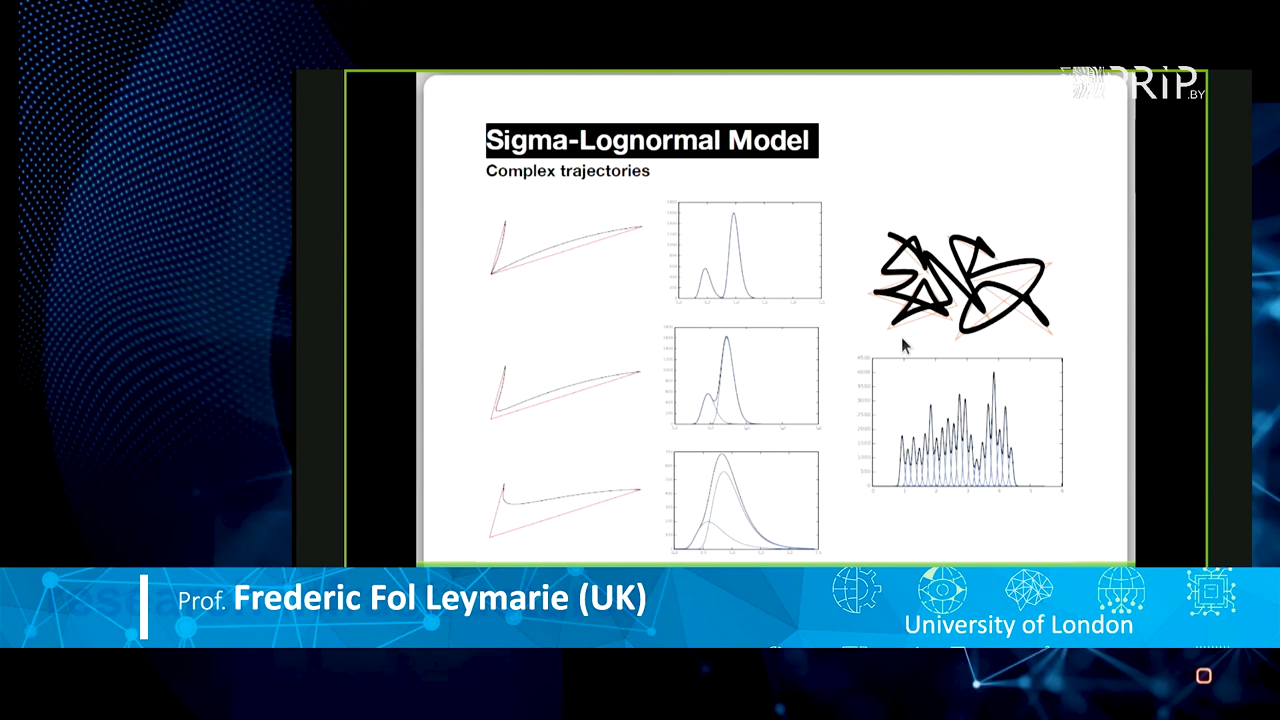 PRIP.BY
Sigma-Lognormal Model
Complex trajectories
Prof. Frederic Fol Leymarie (UK)
University of London